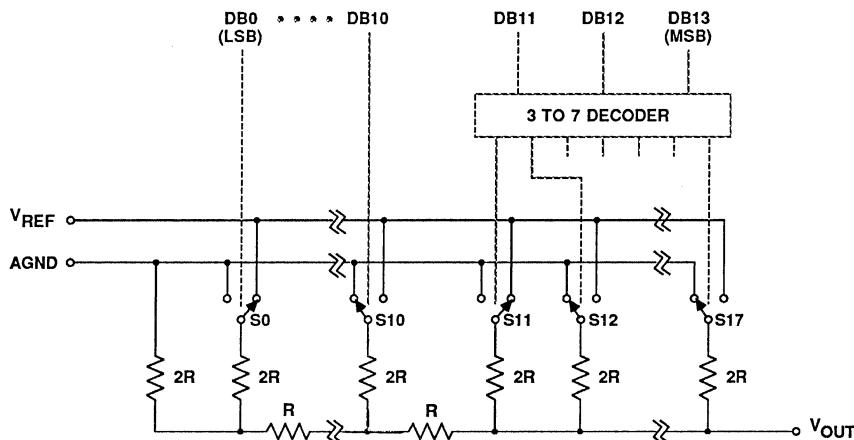 DB0 DB10 DB11 DB12 DB13
(LSB) (MSB)
3 TO 7 DECODER
VREF
AGND
S0 S10 S11 S12 S17
2R 2R 2R 2R 2R 2R
R R
VOUT